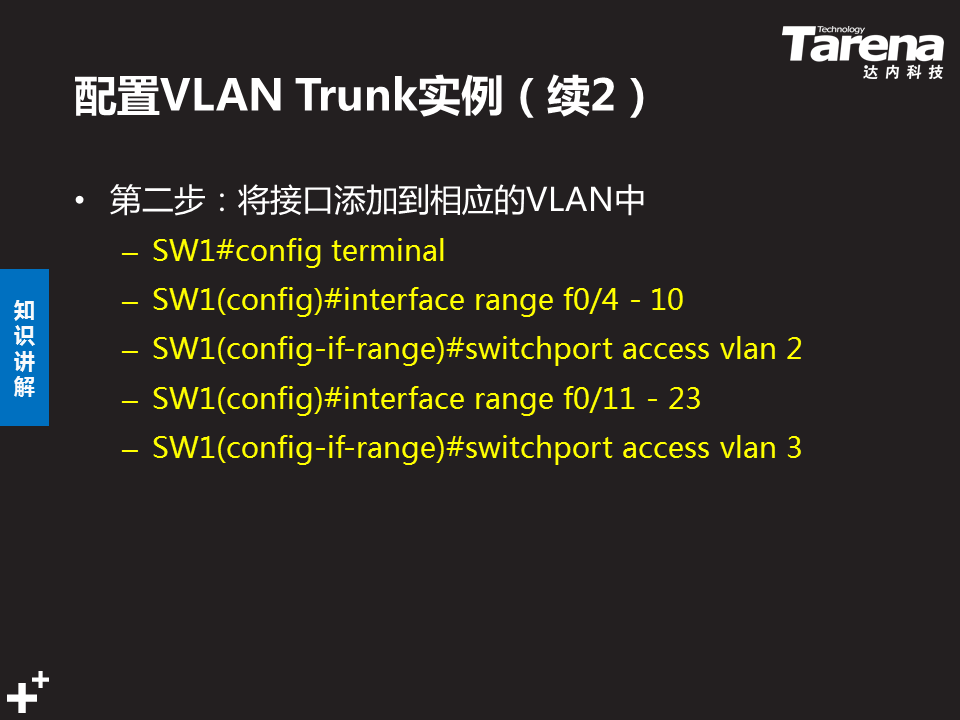 Technology
Tarena
达内科技
配置VLAN Trunk实例（续2）
• 第二步：将接口添加到相应的VLAN中
– SW1#config terminal
– SW1(config)#interface range f0/4 - 10
– SW1(config-if-range)#switchport access vlan 2
– SW1(config)#interface range f0/11 - 23
– SW1(config-if-range)#switchport access vlan 3
知
识
讲
解